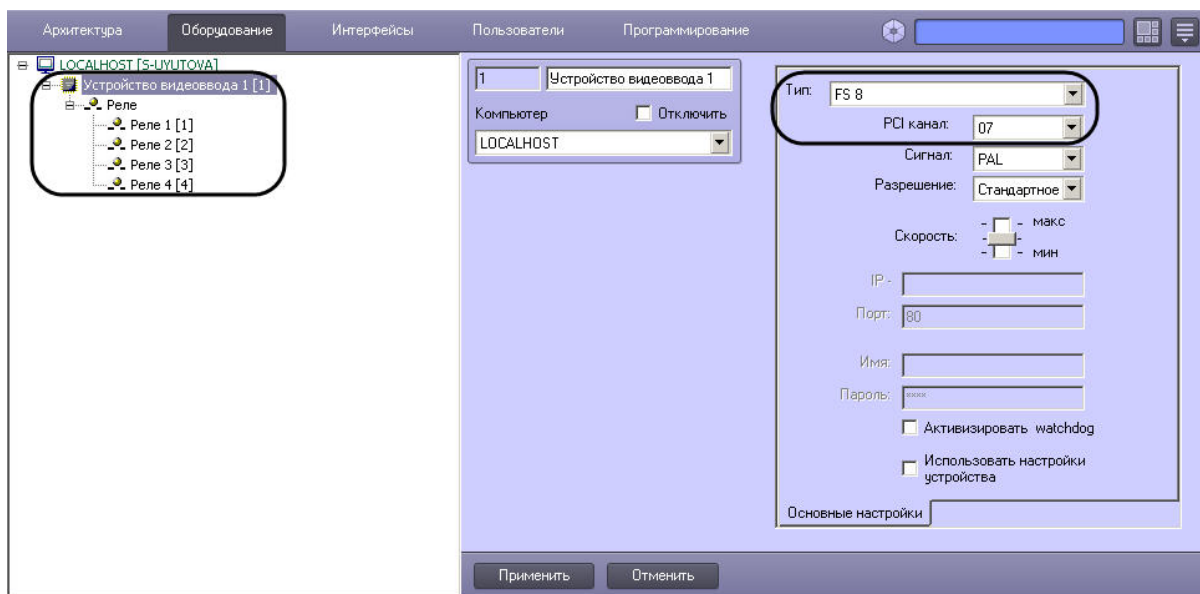 Архитектура Оборудование Интерфейсы Пользователи Программирование
LOCALHOST [S-UYUTOVA]
Устройство видеоввода 1 [1]
Реле
Реле 1 [1]
Реле 2 [2]
Реле 3 [3]
Реле 4 [4]
1 Устройство видеоввода 1
Компьютер Отключить
LOCALHOST
Тип: FS 8
PCI канал: 07
Сигнал: PAL
Разрешение: Стандартное
Скорость: - - макс
- -
- - мин
IP -
Порт: 80
Имя:
Пароль: ××××
Активизировать watchdog
Использовать настройки
устройства
Основные настройки
Применить Отменить